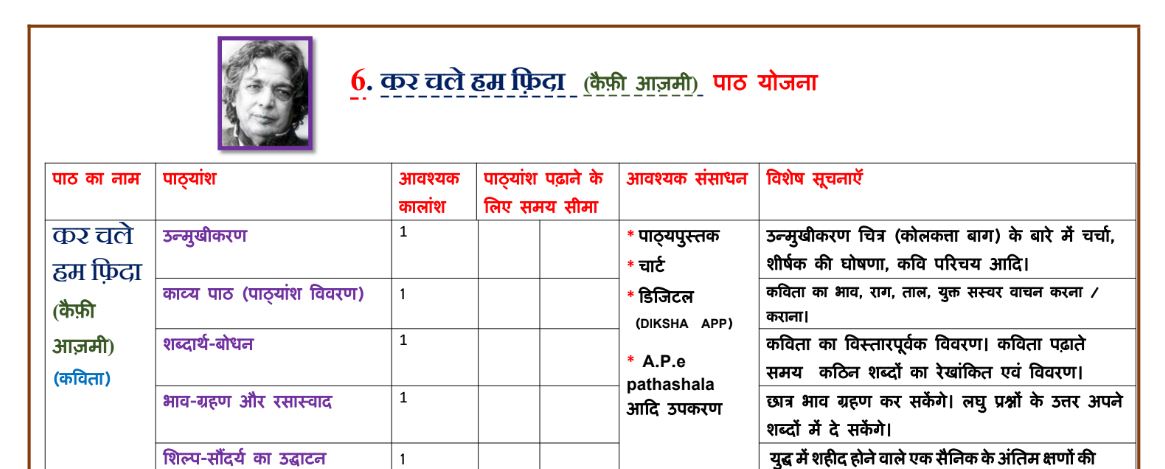 6. कर चले हम फ़िदा (कैफ़ी आज़मी) पाठ योजना
पाठ का नाम
पाठ्यांश
आवश्यक
कालांश
पाठ्यांश पढ़ाने के
लिए समय सीमा
आवश्यक संसाधन
विशेष सूचनाएँ
कर चले
हम फ़िदा
(कैफ़ी
आज़मी)
(कविता)
उन्मुखीकरण
1
* पाठ्यपुस्तक
* चार्ट
* डिजिटल
(DIKSHA APP)
* A.P.e
pathashala
आदि उपकरण
उन्मुखीकरण चित्र (कोलकत्ता बाग) के बारे में चर्चा,
शीर्षक की घोषणा, कवि परिचय आदि।
काव्य पाठ (पाठ्यांश विवरण)
1
कविता का भाव, राग, ताल, युक्त सस्वर वाचन करना /
कराना।
शब्दार्थ-बोधन
1
कविता का विस्तारपूर्वक विवरण। कविता पढ़ाते
समय कठिन शब्दों का रेखांकित एवं विवरण।
भाव-ग्रहण और रसास्वाद
1
छात्र भाव ग्रहण कर सकेंगे। लघु प्रश्नों के उत्तर अपने
शब्दों में दे सकेंगे।
शिल्प-सौंदर्य का उद्घाटन
1
युद्ध में शहीद होने वाले एक सैनिक के अंतिम क्षणों की